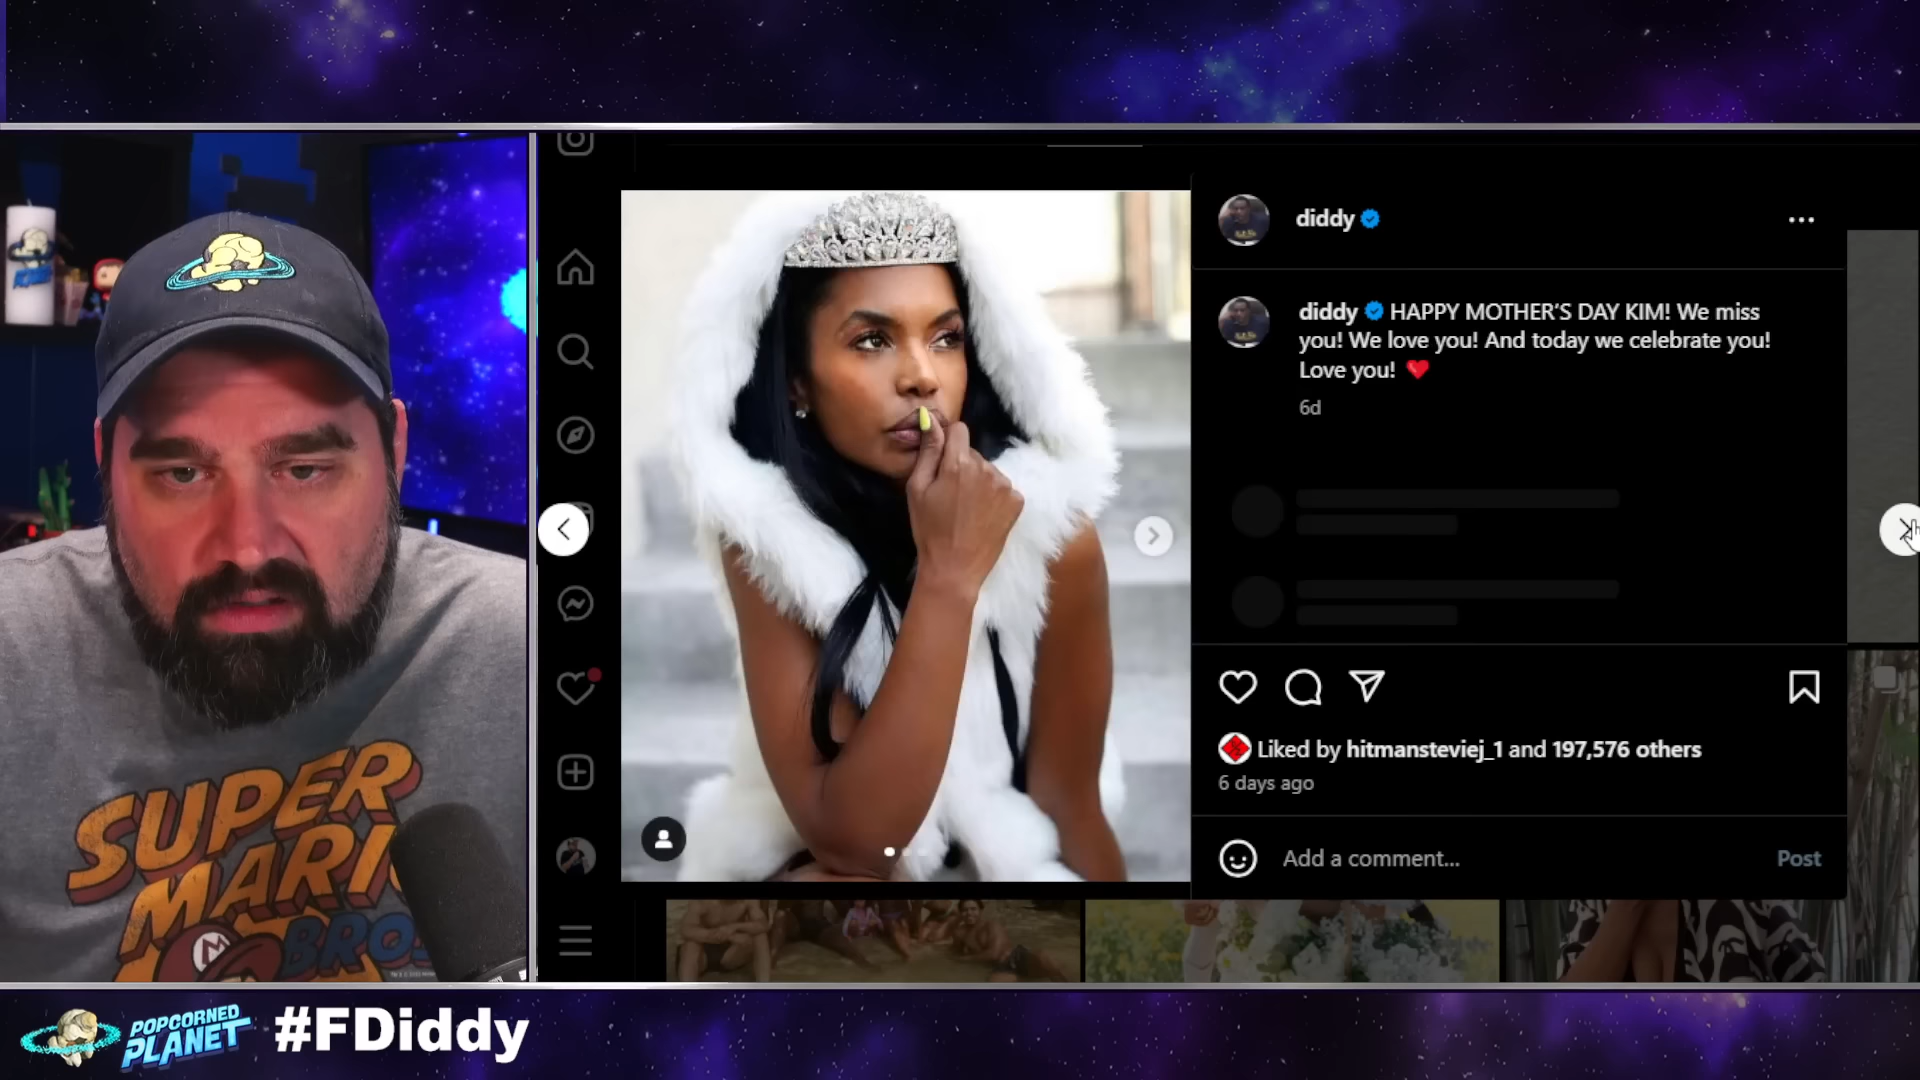 diddy
diddy HAPPY MOTHER'S DAY KIM! We miss
you! We love you! And today we celebrate you!
Love you! ❤️
6d
Liked by hitmansteviej_1 and 197,576 others
6 days ago
Add a comment...
Post
SUPER
MARI
BROS
M
POPCORNED
PLANET
#FDiddy